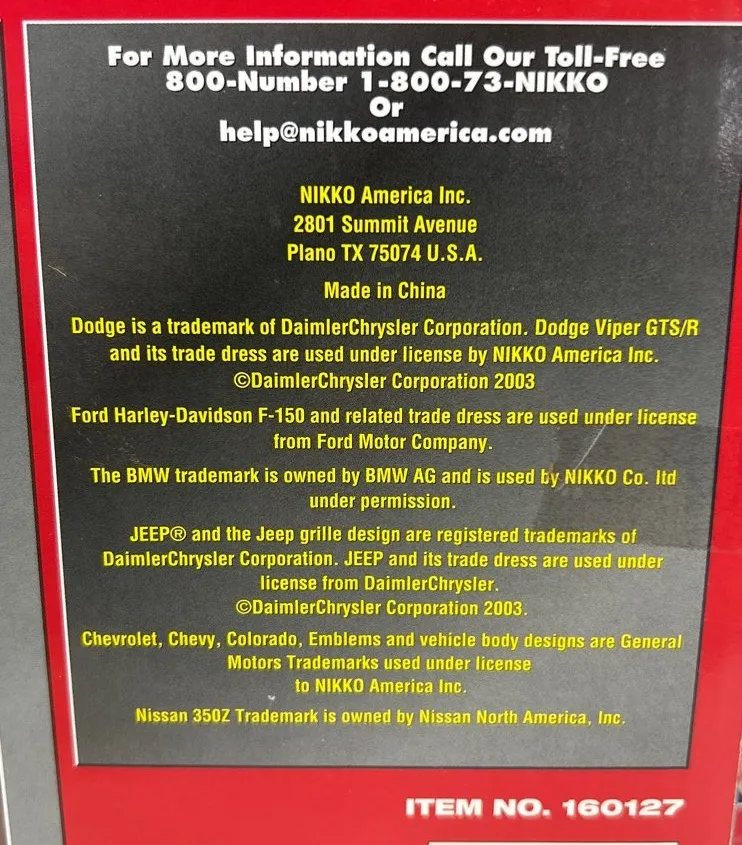 For More Information Call Our Toll-Free
800-Number 1-800-73-NIKKO
Or
help@nikkoamerica.com
NIKKO America Inc.
2801 Summit Avenue
Plano TX 75074 U.S.A.
Made in China
Dodge is a trademark of DaimlerChrysler Corporation. Dodge Viper GTS/R
and its trade dress are used under license by NIKKO America Inc.
©DaimlerChrysler Corporation 2003
Ford Harley-Davidson F-150 and related trade dress are used under license
from Ford Motor Company.
The BMW trademark is owned by BMW AG and is used by NIKKO Co. ltd
under permission.
JEEP® and the Jeep grille design are registered trademarks of
DaimlerChrysler Corporation. JEEP and its trade dress are used under
license from DaimlerChrysler.
©DaimlerChrysler Corporation 2003.
Chevrolet, Chevy, Colorado, Emblems and vehicle body designs are General
Motors Trademarks used under license
to NIKKO America Inc.
Nissan 350Z Trademark is owned by Nissan North America, Inc.
ITEM NO. 160127